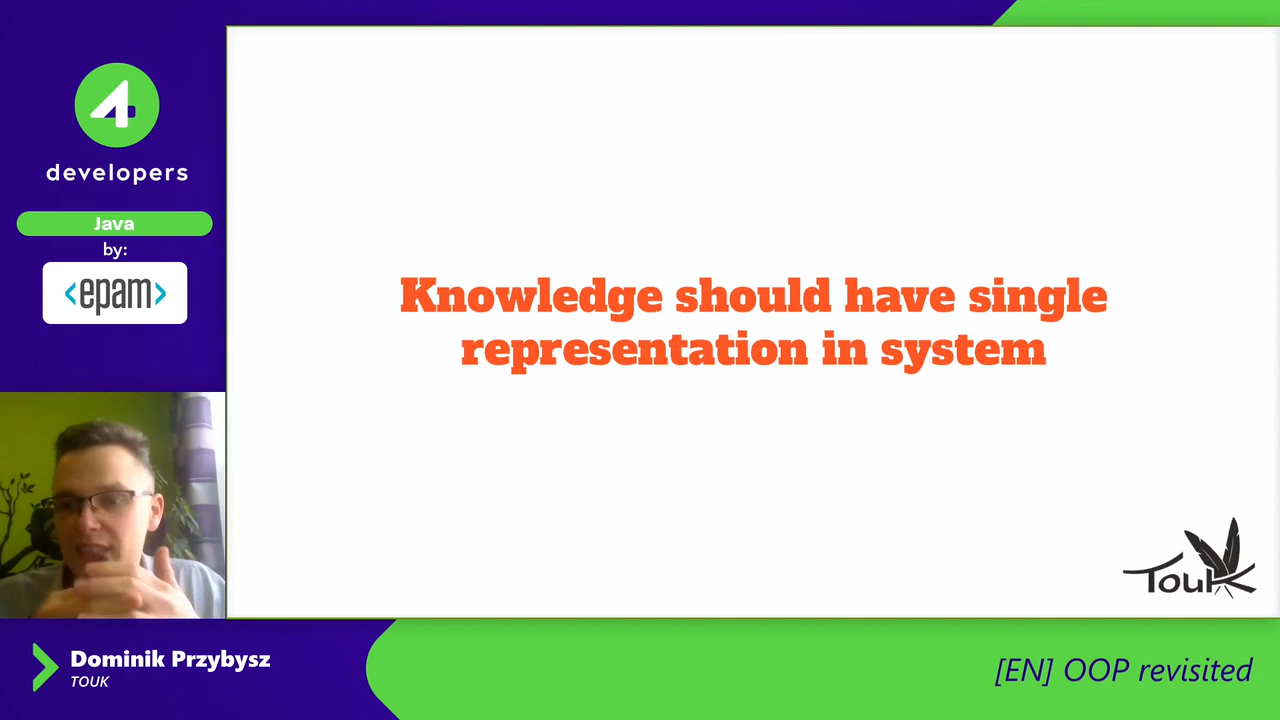 4
developers
Java
by:
<epam>
Knowledge should have single
representation in system
TouK
Dominik Przybysz
TOUK
[EN] OOP revisited